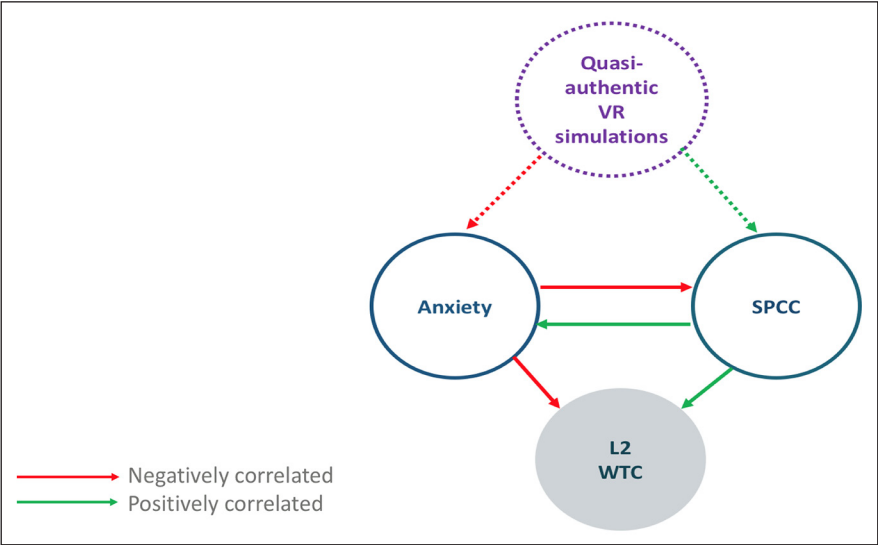 Quasi-
authentic
VR
simulations
Anxiety
SPCC
L2
WTC
Negatively correlated
Positively correlated